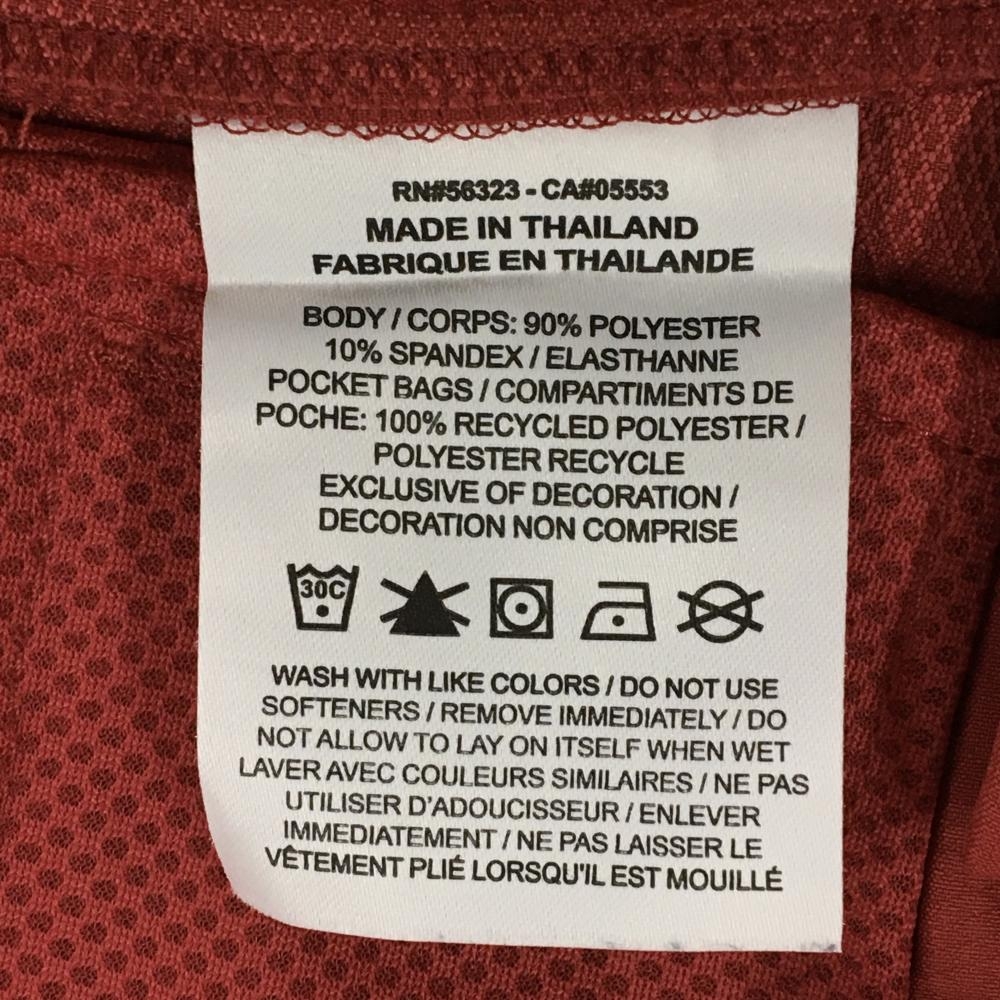 RN#56323 - CA#05553
MADE IN THAILAND
FABRIQUE EN THAILANDE
BODY / CORPS: 90% POLYESTER
10% SPANDEX / ELASTHANNE
POCKET BAGS / COMPARTIMENTS DE
POCHE: 100% RECYCLED POLYESTER /
POLYESTER RECYCLE
EXCLUSIVE OF DECORATION /
DECORATION NON COMPRISE
30C
WASH WITH LIKE COLORS / DO NOT USE
SOFTENERS / REMOVE IMMEDIATELY / DO
NOT ALLOW TO LAY ON ITSELF WHEN WET
LAVER AVEC COULEURS SIMILAIRES / NE PAS
UTILISER D'ADOUCISSEUR / ENLEVER
IMMEDIATEMENT / NE PAS LAISSER LE
VÊTEMENT PLIÉ LORSQU'IL EST MOUILLÉ